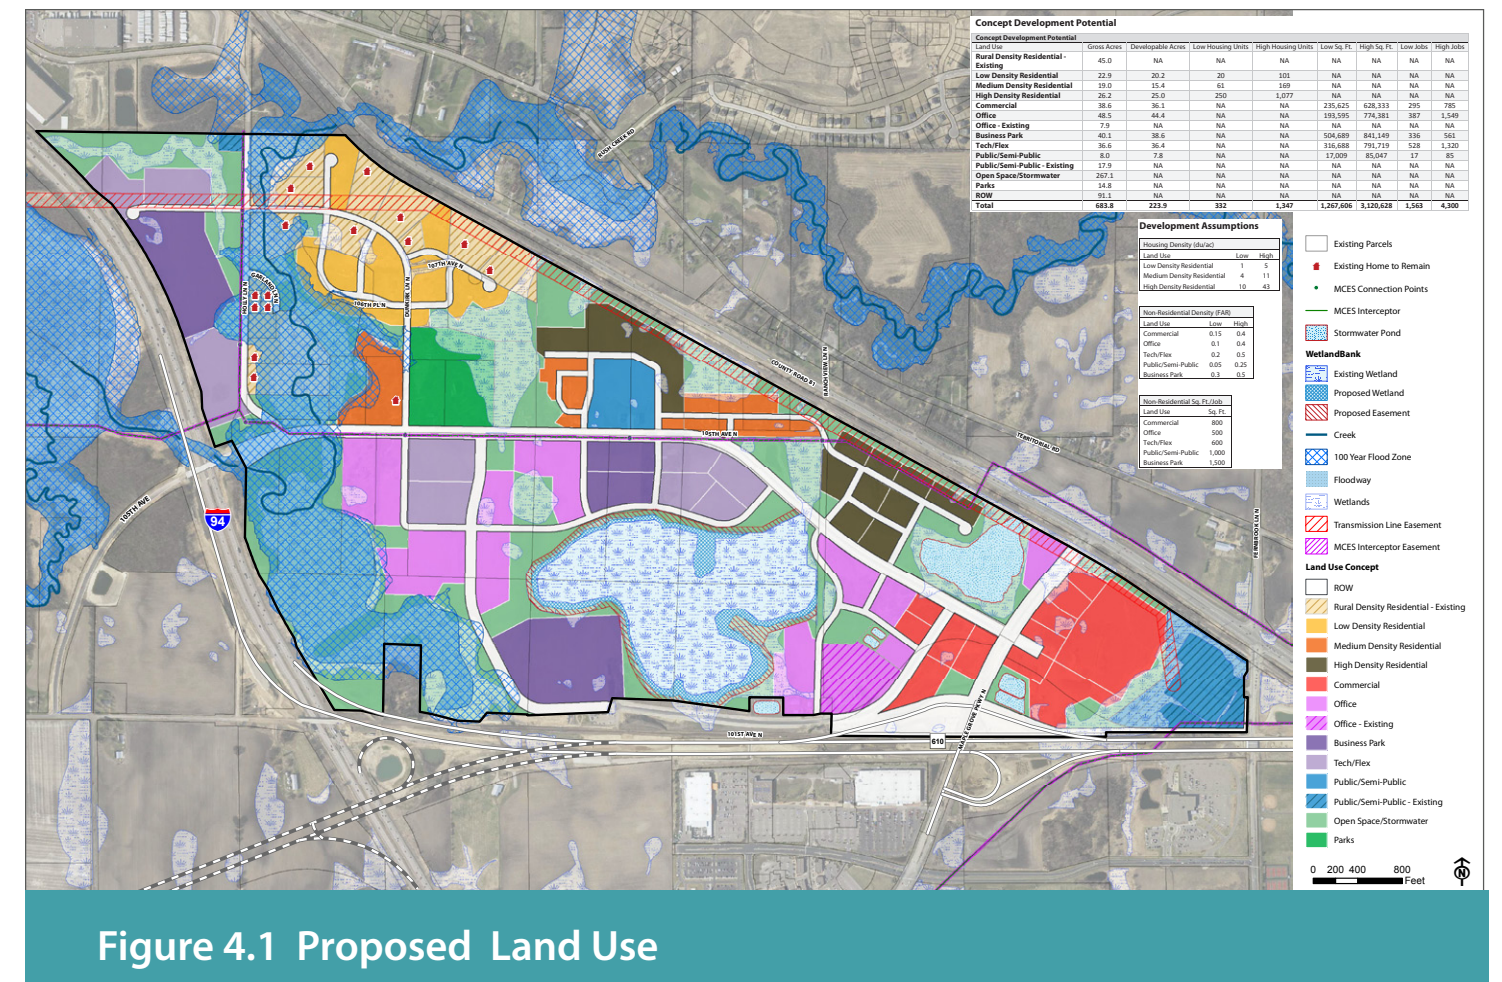 Concept Development Potential
Concept Development Potential
Land Use Gross Acres Developable Acres Low Housing Units High Housing Units Low Sq. Ft. High Sq. Ft. Low Jobs High Jobs
Rural Density Residential -
Existing 45.0 NA NA NA NA NA NA NA
Low Density Residential 22.9 20.2 20 101 NA NA NA NA
Medium Density Residential 19.0 15.4 61 169 NA NA NA NA
High Density Residential 26.2 25.0 250 1,077 NA NA NA NA
Commercial 38.6 36.1 NA NA 235,625 628,333 295 785
Office 48.5 44.4 NA NA 193,595 774,381 387 1,549
Office - Existing 7.9 NA NA NA NA NA NA NA
Business Park 40.1 38.6 NA NA 504,689 841,149 336 561
Tech/Flex 36.6 36.4 NA NA 316,688 791,719 528 1,320
Public/Semi-Public 8.0 7.8 NA NA 17,009 85,047 17 85
Public/Semi-Public - Existing 17.9 NA NA NA NA NA NA NA
Open Space/Stormwater 267.1 NA NA NA NA NA NA
Parks 14.8 NA NA NA NA NA NA NA
ROW 91.1 NA NA NA NA NA NA NA
Total 683.8 223.9 332 1,347 1,267,606 3,120,628 1,563 4,300
Development Assumptions
Housing Density (du/ac)
Land Use Low High
Low Density Residential 1 5
Medium Density Residential 4 11
High Density Residential 10 43
Non-Residential Density (FAR)
Land Use Low High
Commercial 0.15 0.4
Office 0.1 0.4
Tech/Flex 0.2 0.5
Public/Semi-Public 0.05 0.25
Business Park 0.3 0.5
Non-Residential Sq. Ft./Job
Land Use Sq. Ft.
Commercial 800
Office 500
Tech/Flex 600
Public/Semi-Public 1,000
Business Park 1,500
Existing Parcels
Existing Home to Remain
MCES Connection Points
MCES Interceptor
Stormwater Pond
WetlandBank
Existing Wetland
Proposed Wetland
Proposed Easement
Creek
100 Year Flood Zone
Floodway
Wetlands
Transmission Line Easement
MCES Interceptor Easement
Land Use Concept
ROW
Rural Density Residential - Existing
Low Density Residential
Medium Density Residential
High Density Residential
Commercial
Office
Office - Existing
Business Park
Tech/Flex
Public/Semi-Public
Public/Semi-Public - Existing
Open Space/Stormwater
Parks
0 200 400 800
Feet
N
RUSH CREEK RD
GARLAND LN N
HOLLY LN N
107TH AVE N
106TH PL N
DUNKIRK LN N
COUNTY ROAD 81
RANCHVIEW LN N
105TH AVE N
TERRITORIAL RD
FERNBROOK LN N
105TH AVE
94
101ST AVE N
610
MAPLE GROVE PKWY N
Figure 4.1 Proposed Land Use